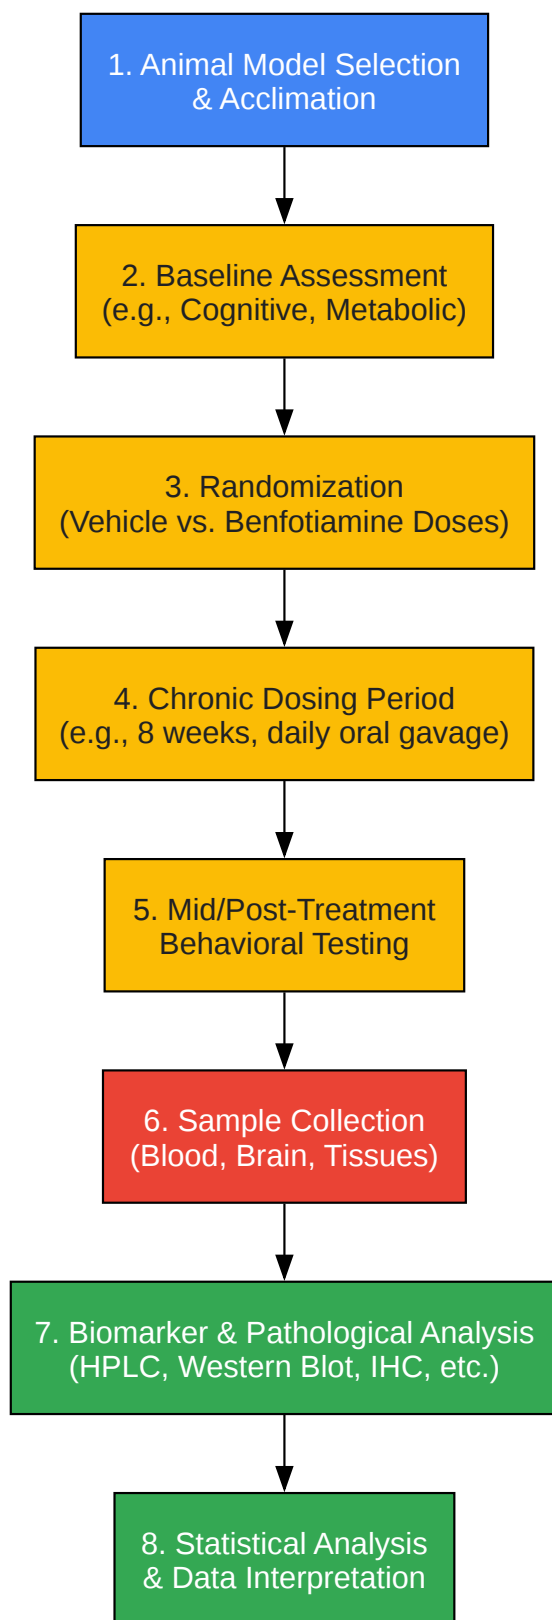 1. Animal Model Selection
& Acclimation
2. Baseline Assessment
(e.g., Cognitive, Metabolic)
3. Randomization
(Vehicle vs. Benfotiamine Doses)
4. Chronic Dosing Period
(e.g., 8 weeks, daily oral gavage)
5. Mid/Post-Treatment
Behavioral Testing
6. Sample Collection
(Blood, Brain, Tissues)
7. Biomarker & Pathological Analysis
(HPLC, Western Blot, IHC, etc.)
8. Statistical Analysis
& Data Interpretation